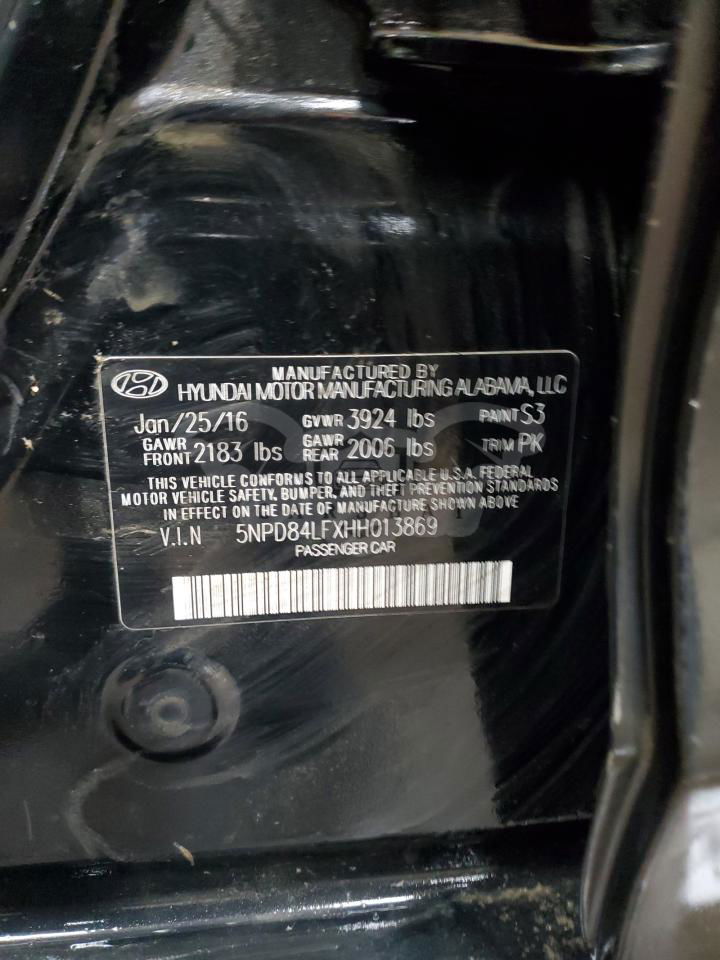 MANUFACTURED BY
HYUNDAI MOTOR MANUFACTURING ALABAMA, LLC
Jan/25/16 GVWR 3924 lbs PAINT S3
GAWR FRONT 2183 lbs GAWR REAR 2006 lbs TRIM PK
THIS VEHICLE CONFORMS TO ALL APPLICABLE U.S.A. FEDERAL
MOTOR VEHICLE SAFETY, BUMPER, AND THEFT PREVENTION STANDARDS
IN EFFECT ON THE DATE OF MANUFACTURE SHOWN ABOVE
V.I.N 5NPD84LFXHH013869
PASSENGER CAR